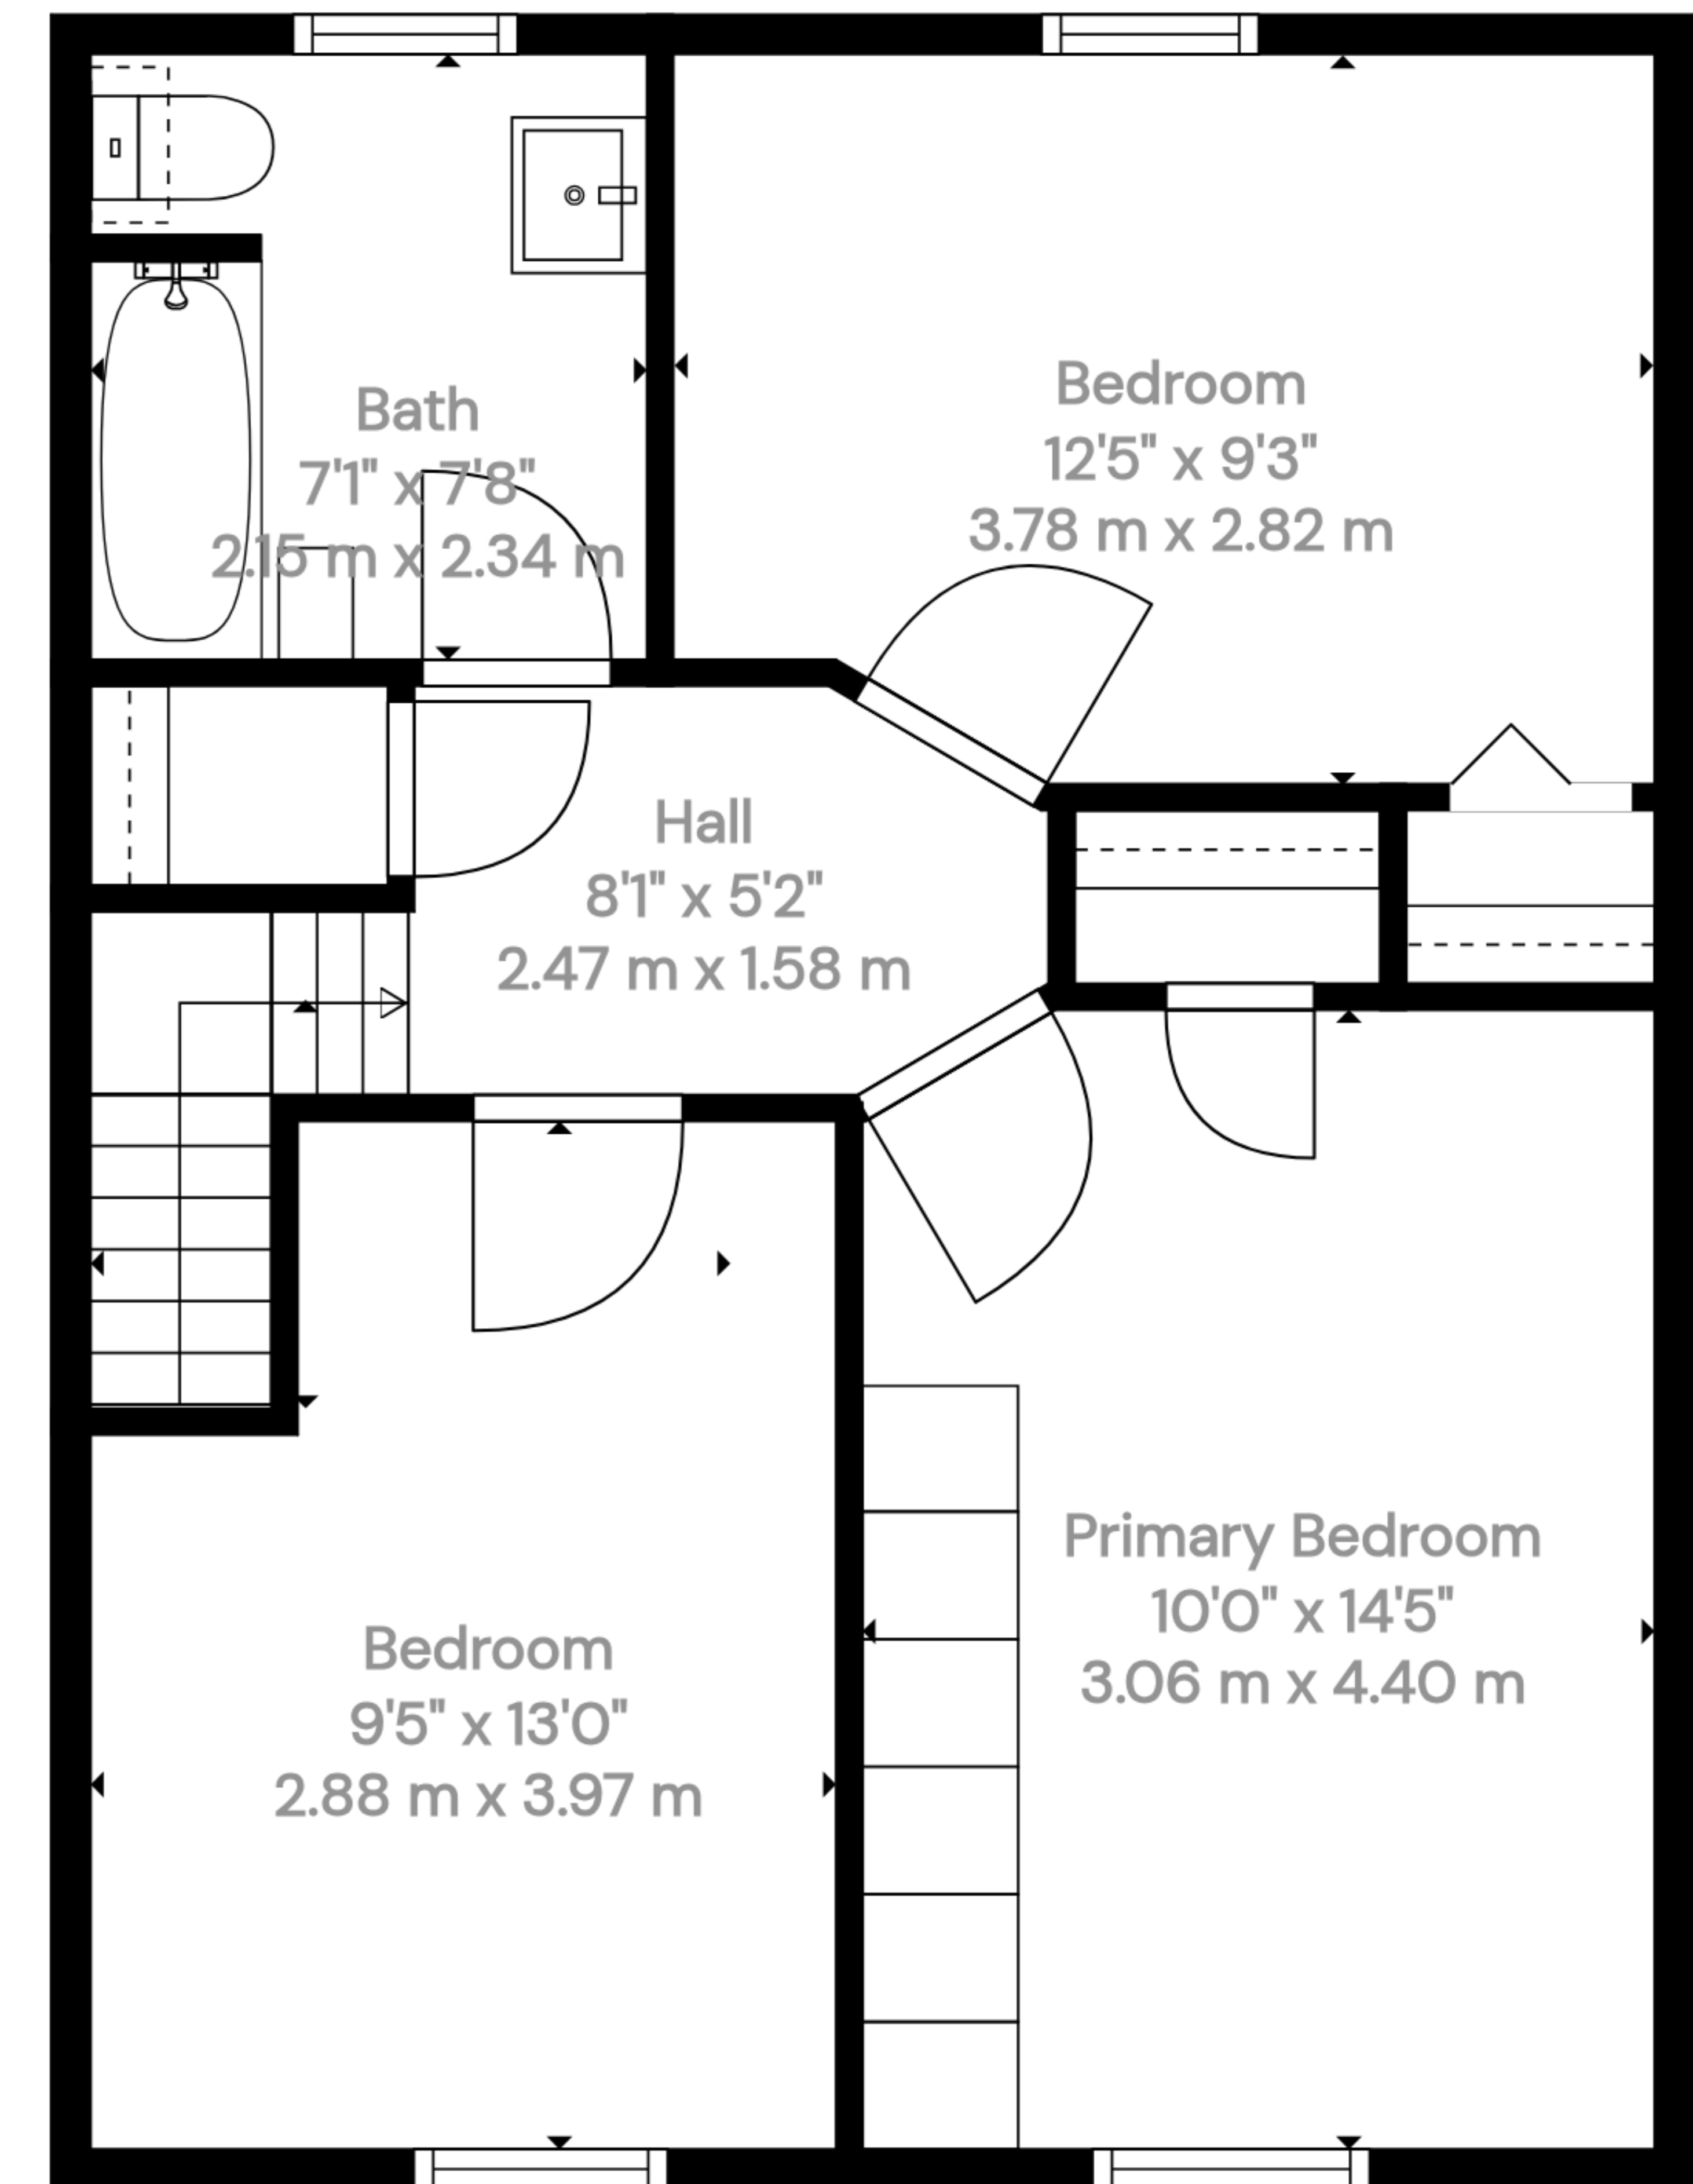 Bath
7'1" x 7'8"
2.15 m x 2.34 m
Bedroom
12'5" x 9'3"
3.78 m x 2.82 m
Hall
8'1" x 5'2"
2.47 m x 1.58 m
Primary Bedroom
10'0" x 14'5"
3.06 m x 4.40 m
Bedroom
9'5" x 13'0"
2.88 m x 3.97 m